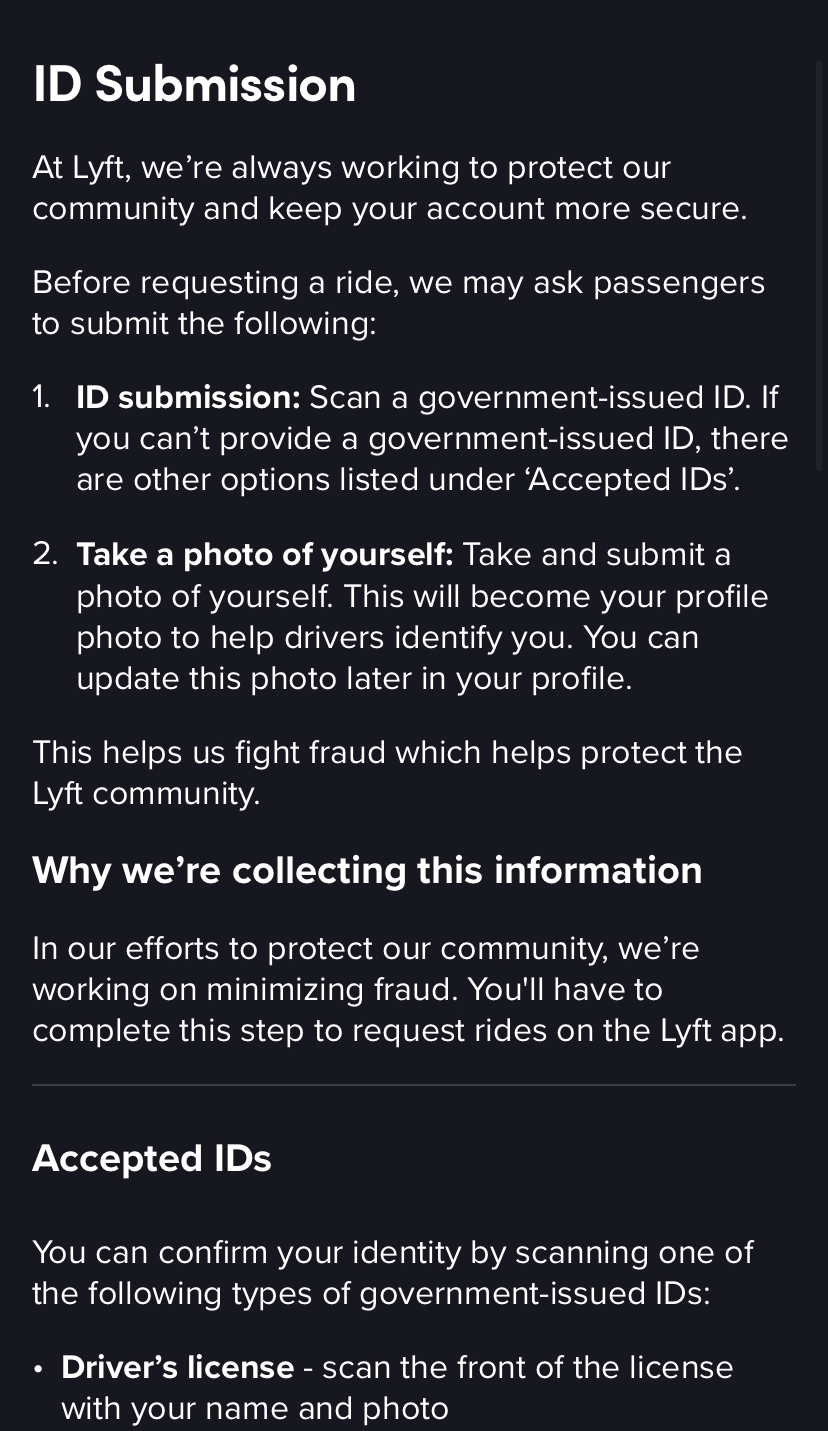 ID Submission
At Lyft, we’re always working to protect our
community and keep your account more secure.
Before requesting a ride, we may ask passengers
to submit the following:
1. ID submission: Scan a government-issued ID. If
you can’t provide a government-issued ID, there
are other options listed under ‘Accepted IDs’.
2. Take a photo of yourself: Take and submit a
photo of yourself. This will become your profile
photo to help drivers identify you. You can
update this photo later in your profile.
This helps us fight fraud which helps protect the
Lyft community.
Why we’re collecting this information
In our efforts to protect our community, we’re
working on minimizing fraud. You'll have to
complete this step to request rides on the Lyft app.
Accepted IDs
You can confirm your identity by scanning one of
the following types of government-issued IDs:
• Driver’s license - scan the front of the license
with your name and photo